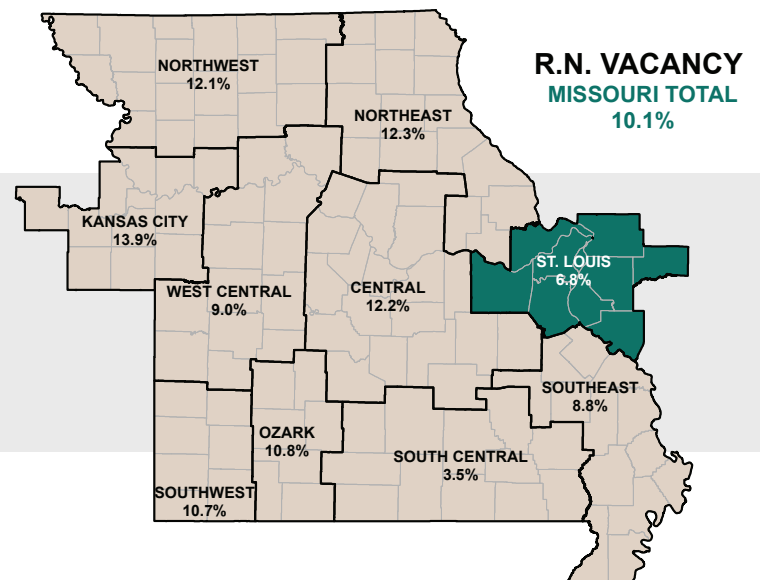 R.N. VACANCY
MISSOURI TOTAL
10.1%
NORTHWEST
12.1%
NORTHEAST
12.3%
KANSAS CITY
13.9%
ST. LOUIS
6.8%
WEST CENTRAL
9.0%
CENTRAL
12.2%
SOUTHEAST
8.8%
OZARK
10.8%
SOUTH CENTRAL
3.5%
SOUTHWEST
10.7%